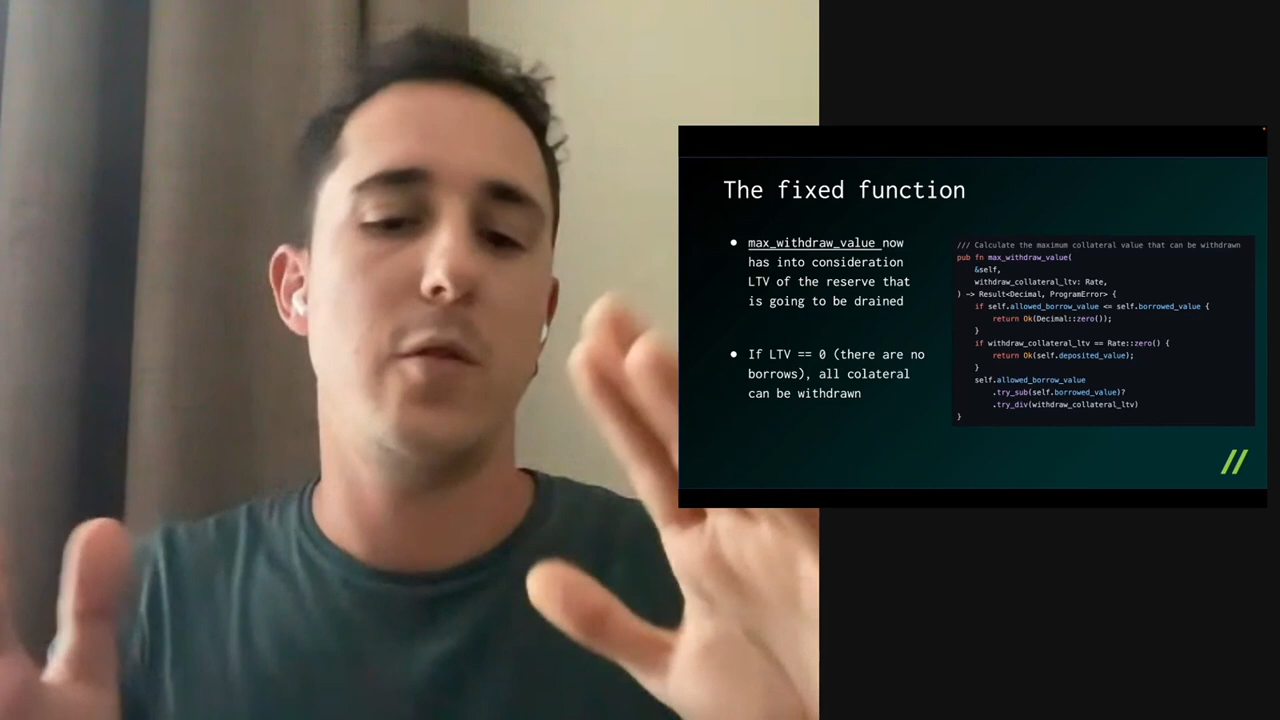 The fixed function
● max_withdraw_value now
has into consideration
LTV of the reserve that
is going to be drained
● If LTV == 0 (there are no
borrows), all colateral
can be withdrawn
/// Calculate the maximum collateral value that can be withdrawn
pub fn max_withdraw_value(
&self,
withdraw_collateral_ltv: Rate,
) -> Result<Decimal, ProgramError> {
if self.allowed_borrow_value <= self.borrowed_value {
return Ok(Decimal::zero());
}
if withdraw_collateral_ltv == Rate::zero() {
return Ok(self.deposited_value);
}
self.allowed_borrow_value
.try_sub(self.borrowed_value)?
.try_div(withdraw_collateral_ltv)
}